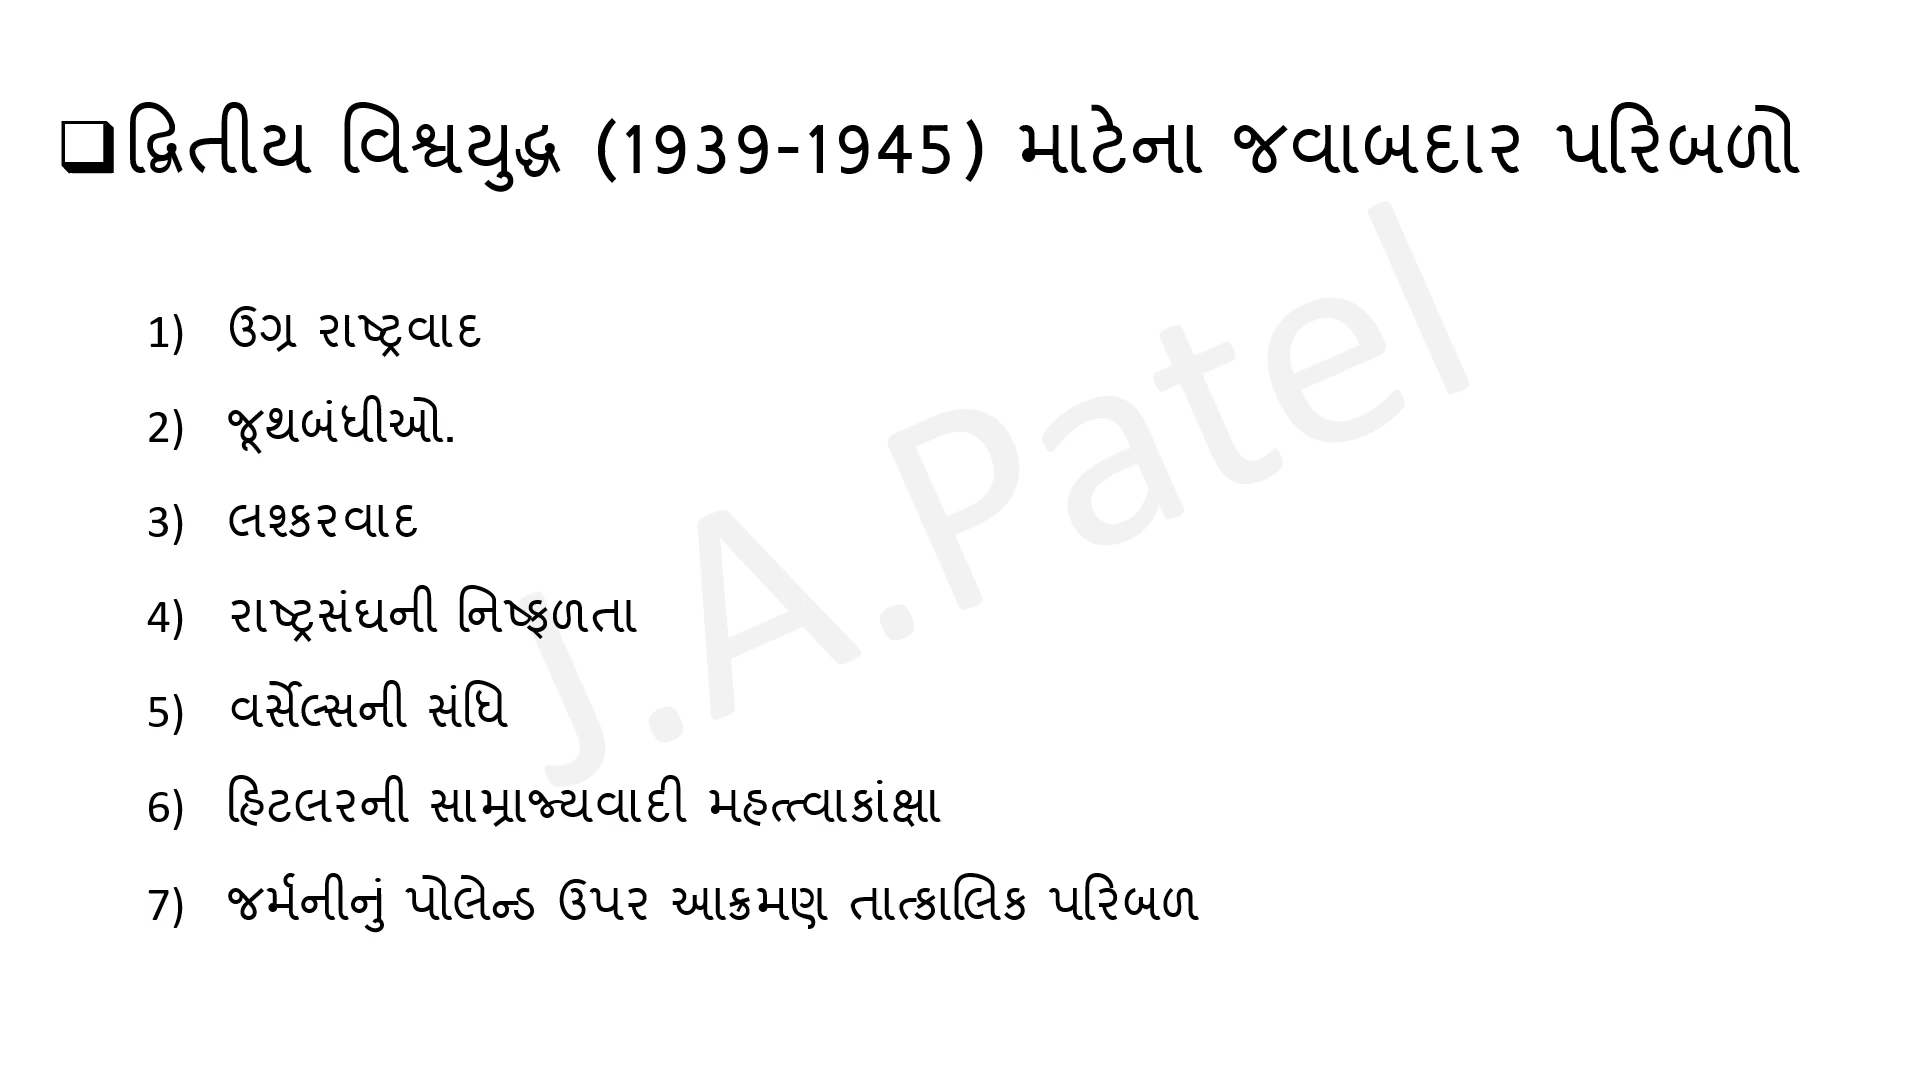 ❑દ્વિતીય વિશ્વયુદ્ધ (1939-1945) માટેના જવાબદાર પરિબળો
1) ઉગ્ર રાષ્ટ્રવાદ
2) જૂથબંધીઓ.
3) લશ્કરવાદ
4) રાષ્ટ્રસંઘની નિષ્ફળતા
5) વર્સેલ્સની સંધિ
6) હિટલરની સામ્રાજ્યવાદી મહત્ત્વાકાંક્ષા
7) જર્મનીનું પોલેન્ડ ઉપર આક્રમણ તાત્કાલિક પરિબળ
J.A.Patel